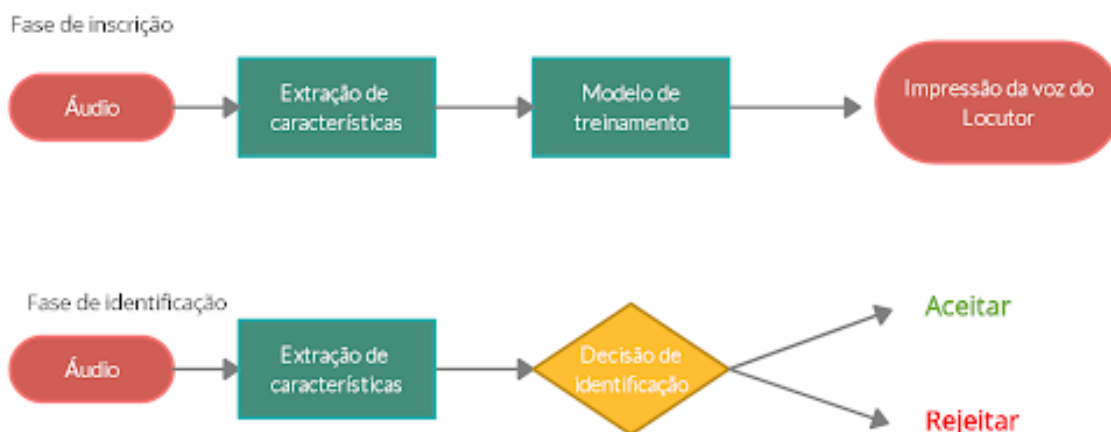 Fase de inscrição
Áudio
Extração de
características
Modelo de
treinamento
Impressão da voz do
Locutor
Fase de identificação
Áudio
Extração de
características
Decisão de
identificação
Aceitar
Rejeitar